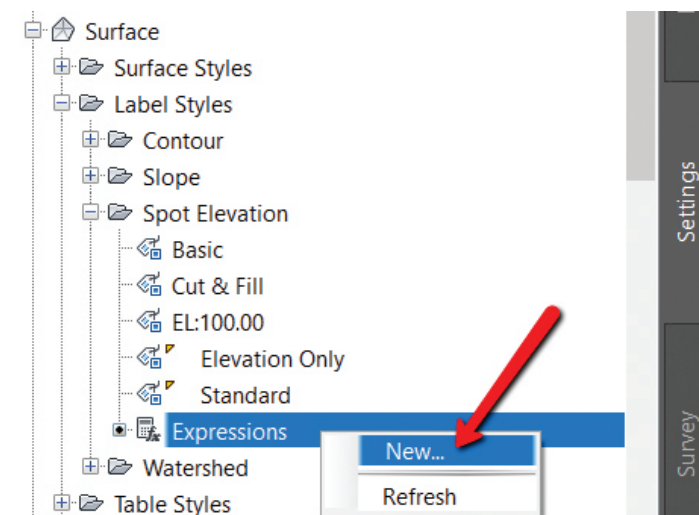 Surface
Surface Styles
Label Styles
Contour
Slope
Spot Elevation
Basic
Cut & Fill
EL:100.00
Elevation Only
Standard
Expressions
New...
Watershed
Refresh
Table Styles
Settings
Survey